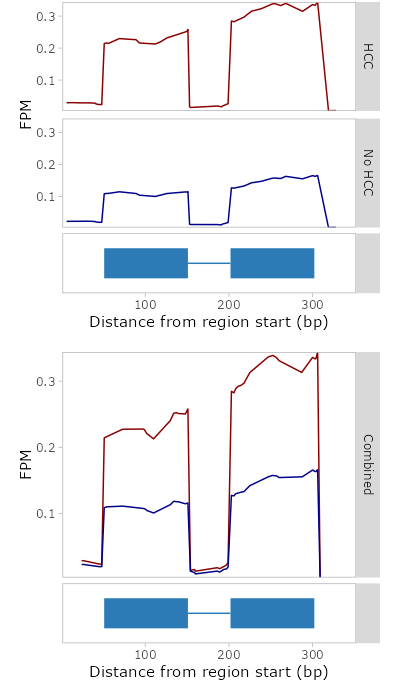 0.3
0.2
0.1
HCC
FPM
0.3
0.2
0.1
No HCC
100 200 300
Distance from region start (bp)
0.3
0.2
0.1
FPM
Combined
100 200 300
Distance from region start (bp)